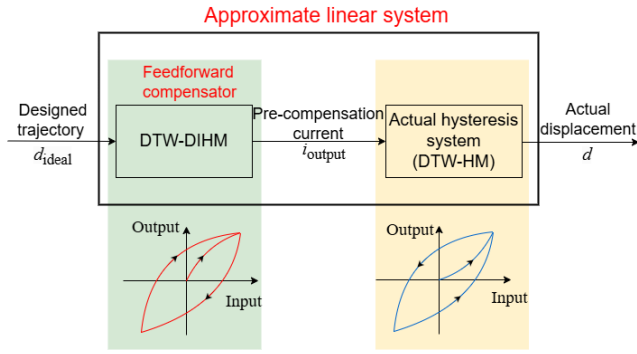 Approximate linear system
Feedforward
compensator
Designed
trajectory
d_ideal
DTW-DIHM
Pre-compensation
current
i_output
Actual hysteresis
system
(DTW-HM)
Actual
displacement
d
Output
Input
Output
Input